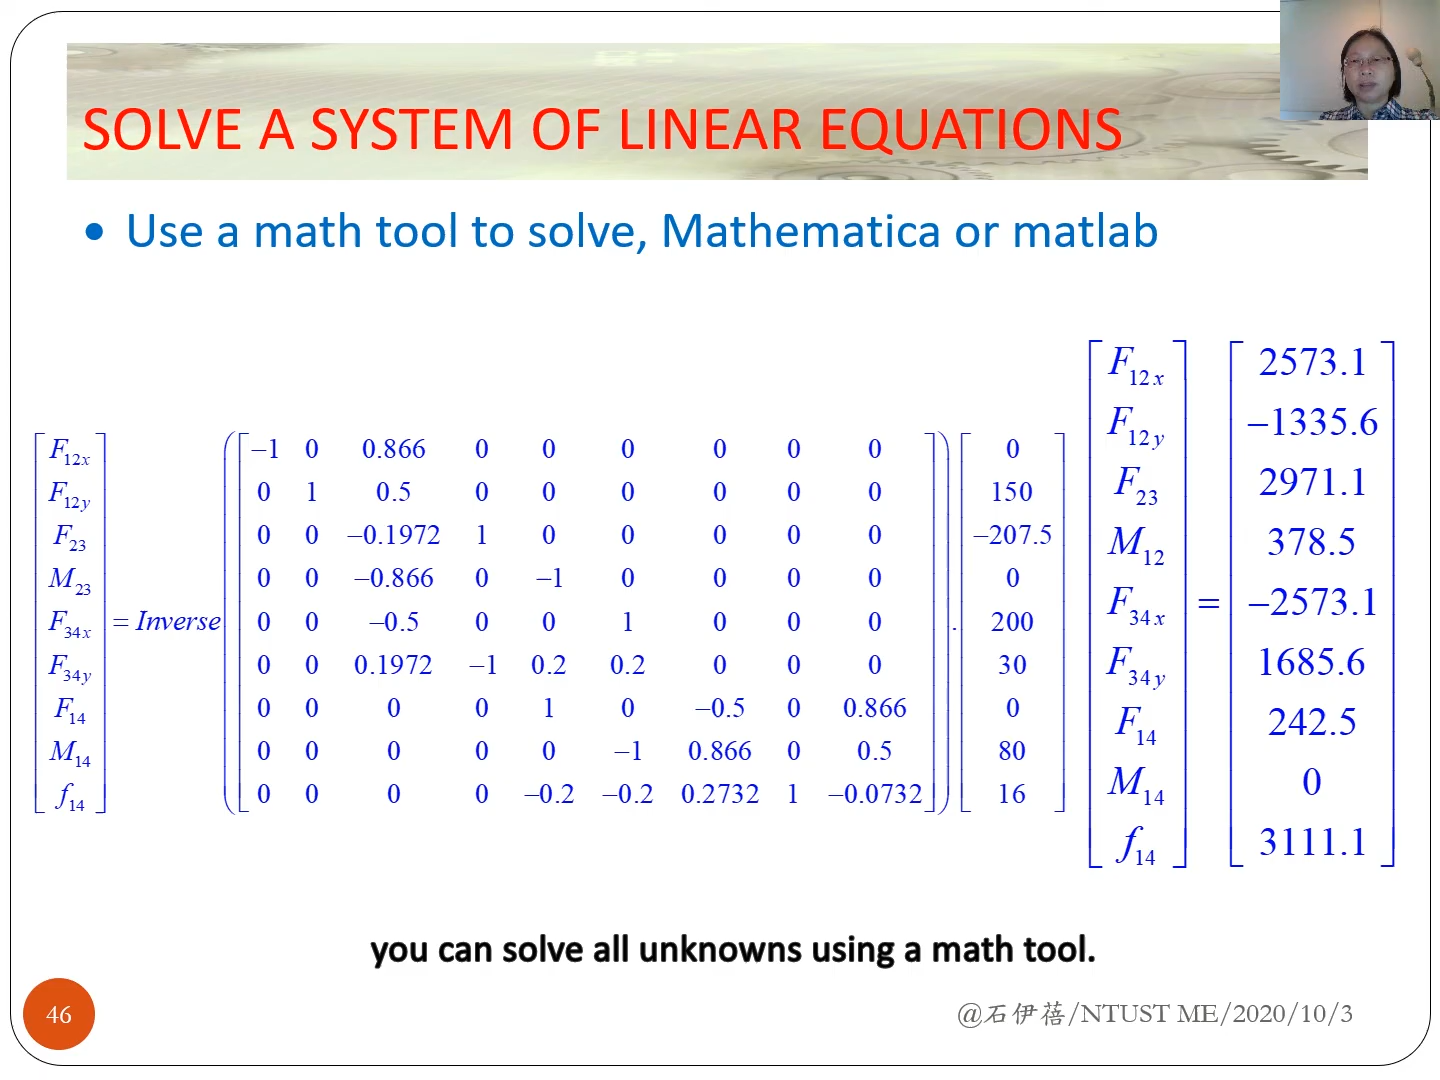 SOLVE A SYSTEM OF LINEAR EQUATIONS
• Use a math tool to solve, Mathematica or matlab
[F12x F12y F23 M23 F34x F34y F14 M14 f14] = Inverse
−1 0 0.866 0 0 0 0 0 0
0 1 0.5 0 0 0 0 0 0
0 0 −0.1972 1 0 0 0 0 0
0 0 −0.866 0 −1 0 0 0 0
0 0 −0.5 0 0 1 0 0 0
0 0 0.1972 −1 0.2 0.2 0 0 0
0 0 0 0 1 0 −0.5 0 0.866
0 0 0 0 0 −1 0.866 0 0.5
0 0 0 0 −0.2 −0.2 0.2732 1 −0.0732
. [0 150 −207.5 0 200 30 0 80 16]
[F12x F12y F23 M12 F34x F34y F14 M14 f14] = [2573.1 −1335.6 2971.1 378.5 −2573.1 1685.6 242.5 0 3111.1]
you can solve all unknowns using a math tool.
46
@石伊蓓/NTUST ME/2020/10/3